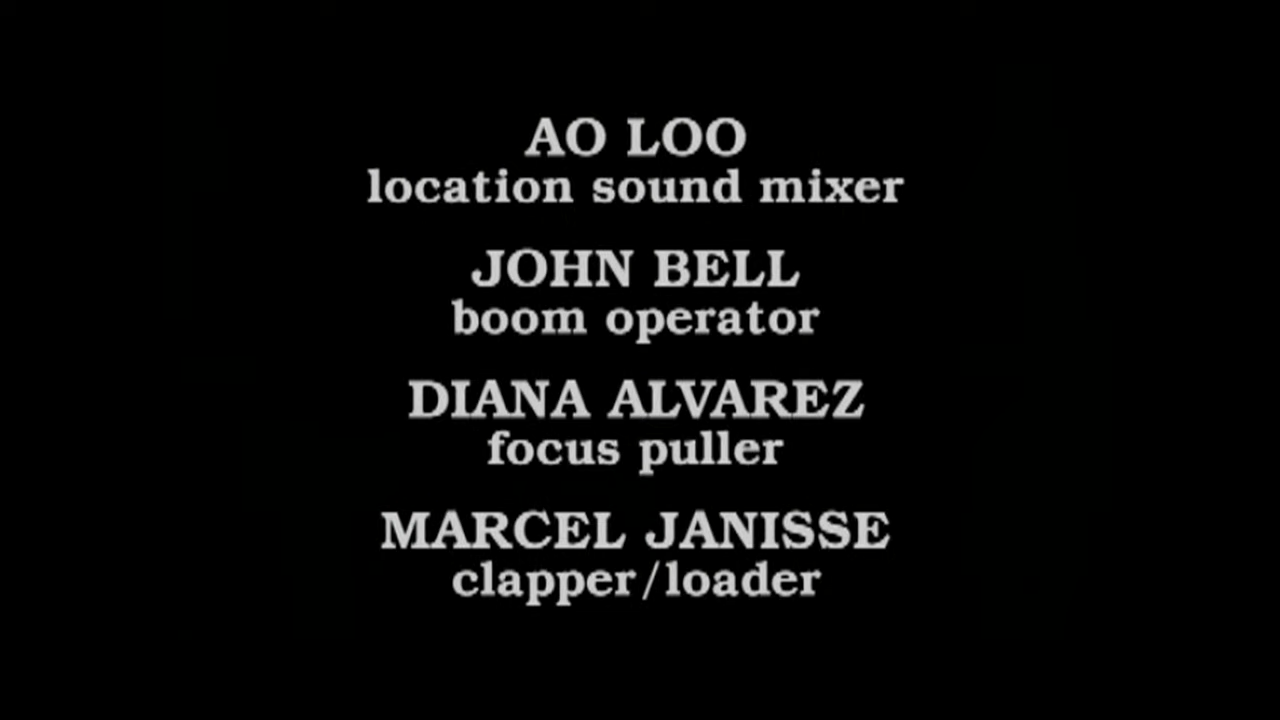 AO LOO
location sound mixer
JOHN BELL
boom operator
DIANA ALVAREZ
focus puller
MARCEL JANISSE
clapper/loader